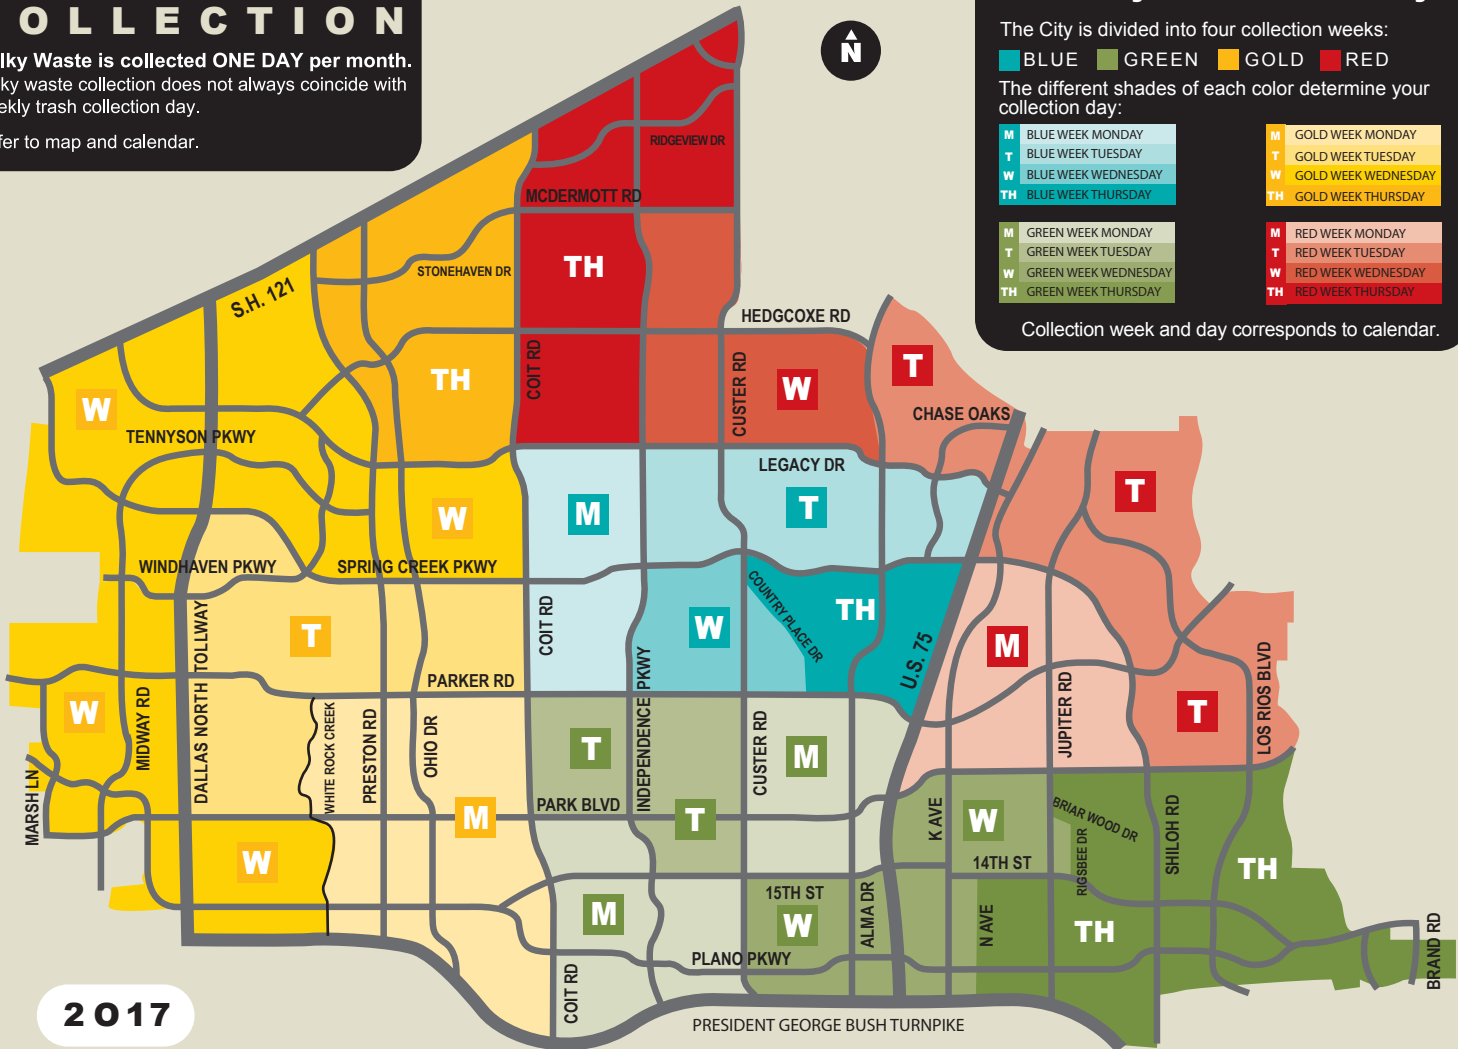 OLLECTION
lky Waste is collected ONE DAY per month.
ky waste collection does not always coincide with
ekly trash collection day.
fer to map and calendar.
N
The City is divided into four collection weeks:
BLUE GREEN GOLD RED
The different shades of each color determine your
collection day:
M BLUE WEEK MONDAY
T BLUE WEEK TUESDAY
W BLUE WEEK WEDNESDAY
TH BLUE WEEK THURSDAY
M GOLD WEEK MONDAY
T GOLD WEEK TUESDAY
W GOLD WEEK WEDNESDAY
TH GOLD WEEK THURSDAY
M GREEN WEEK MONDAY
T GREEN WEEK TUESDAY
W GREEN WEEK WEDNESDAY
TH GREEN WEEK THURSDAY
M RED WEEK MONDAY
T RED WEEK TUESDAY
W RED WEEK WEDNESDAY
TH RED WEEK THURSDAY
Collection week and day corresponds to calendar.
RIDGEVIEW DR
MCDERMOTT RD
STONEHAVEN DR
TH
S.H. 121
HEDGCOXE RD
TH
COIT RD
CUSTER RD
W
T
W
CHASE OAKS
TENNYSON PKWY
LEGACY DR
W
M
T
T
WINDHAVEN PKWY
SPRING CREEK PKWY
COUNTRY PLACE DR
TH
T
COIT RD
W
M
U.S. 75
DALLAS NORTH TOLLWAY
PARKER RD
INDEPENDENCE PKWY
W
MIDWAY RD
WHITE ROCK CREEK
PRESTON RD
OHIO DR
T
CUSTER RD
M
JUPITER RD
T
LOS RIOS BLVD
MARSH LN
M
PARK BLVD
T
K AVE
W
BRIAR WOOD DR
SHILOH RD
W
14TH ST
RIGSBEE DR
TH
15TH ST
M
W
ALMA DR
N AVE
TH
BRAND RD
PLANO PKWY
COIT RD
2017
PRESIDENT GEORGE BUSH TURNPIKE